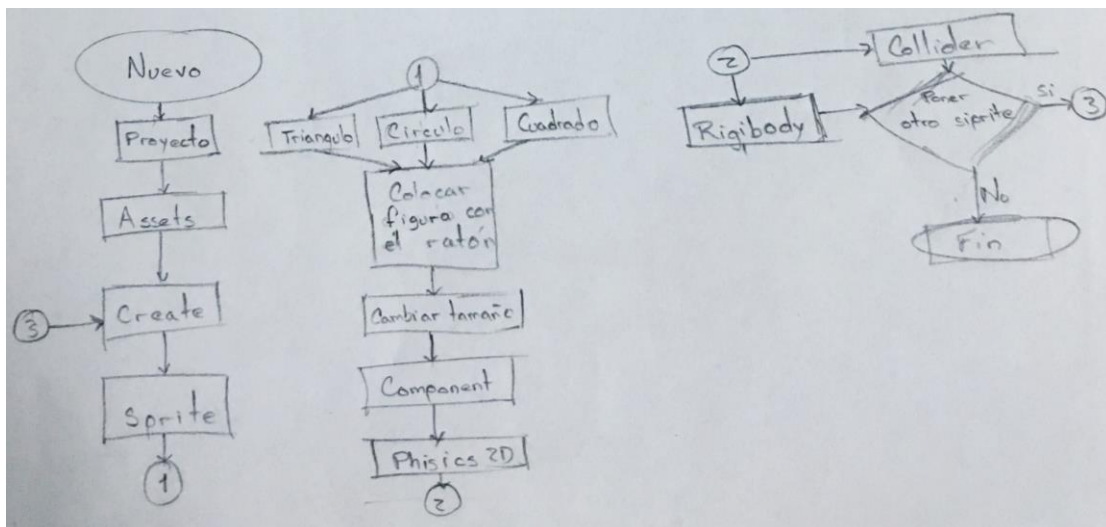 Nuevo
Proyecto
Assets
3
Create
Sprite
1
1
Triangulo
Circulo
Cuadrado
Colocar
figura con
el ratón
Cambiar tamaño
Component
Phisics 2D
2
2
Collider
Rigibody
Poner
otro siprite
si
3
No
Fin